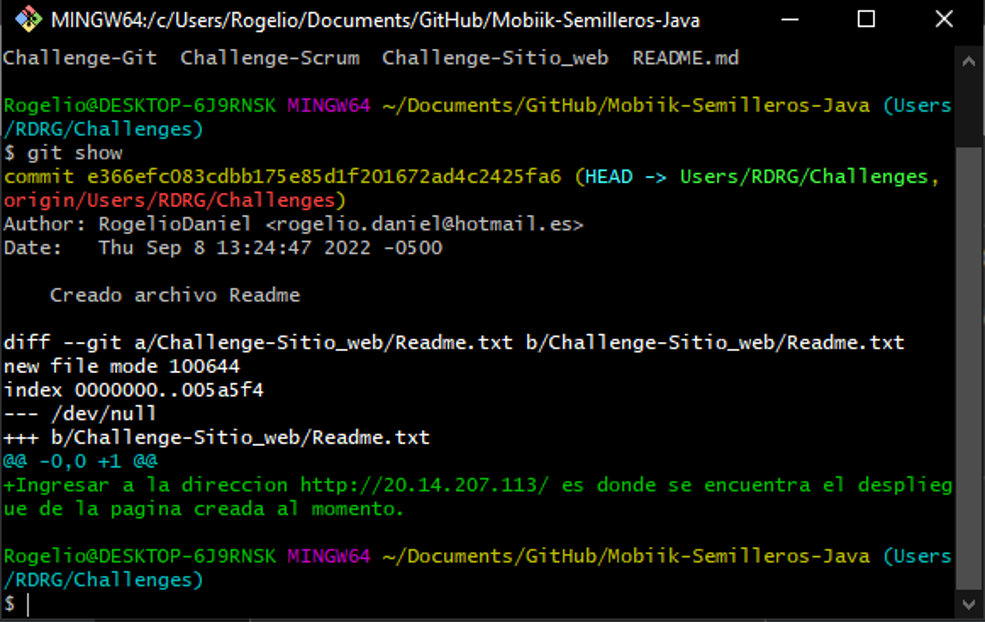 MINGW64:/c/Users/Rogelio/Documents/GitHub/Mobiik-Semilleros-Java
Challenge-Git  Challenge-Scrum  Challenge-Sitio_web  README.md
Rogelio@DESKTOP-6J9RNSK MINGW64 ~/Documents/GitHub/Mobiik-Semilleros-Java (Users
/RDRG/Challenges)
$ git show
commit e366efc083cdbb175e85d1f201672ad4c2425fa6 (HEAD -> Users/RDRG/Challenges,
origin/Users/RDRG/Challenges)
Author: RogelioDaniel <rogelio.daniel@hotmail.es>
Date:   Thu Sep 8 13:24:47 2022 -0500
    Creado archivo Readme
diff --git a/Challenge-Sitio_web/Readme.txt b/Challenge-Sitio_web/Readme.txt
new file mode 100644
index 0000000..005a5f4
--- /dev/null
+++ b/Challenge-Sitio_web/Readme.txt
@@ -0,0 +1 @@
+Ingresar a la direccion http://20.14.207.113/ es donde se encuentra el desplieg
ue de la pagina creada al momento.
Rogelio@DESKTOP-6J9RNSK MINGW64 ~/Documents/GitHub/Mobiik-Semilleros-Java (Users
/RDRG/Challenges)
$